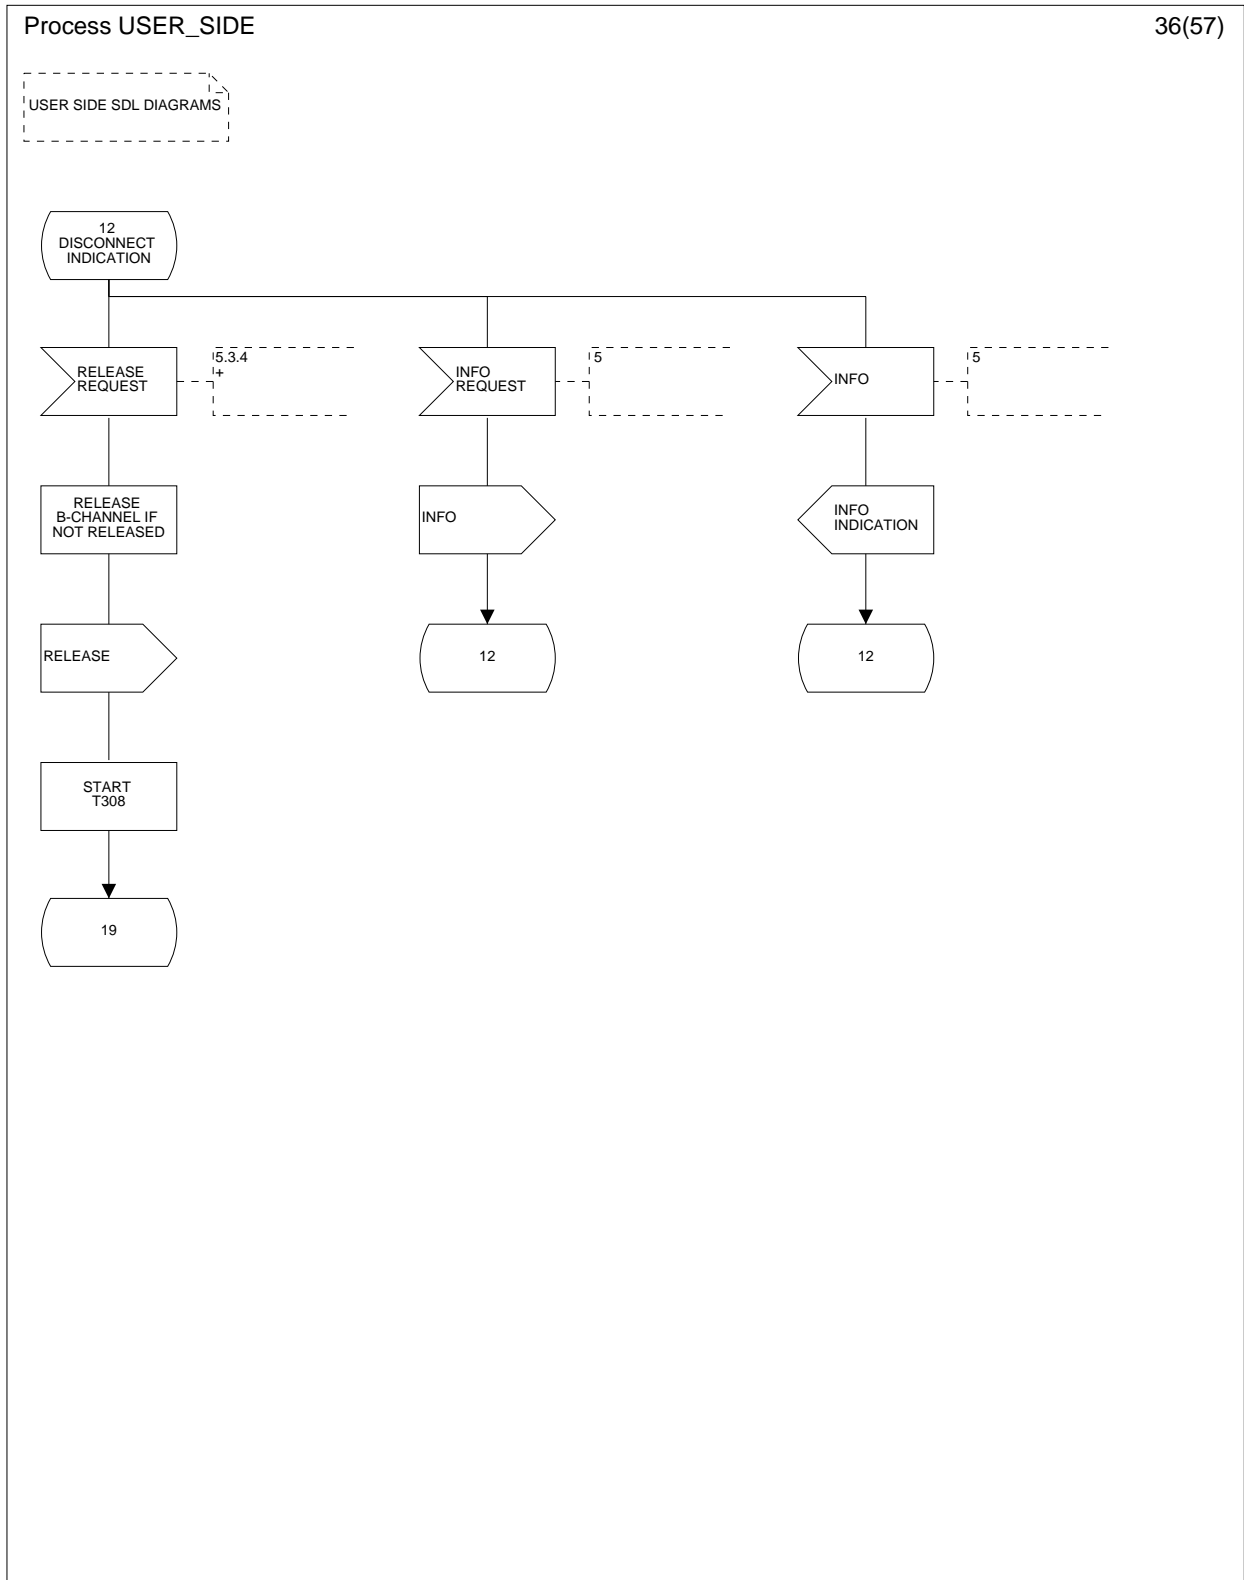 Process USER_SIDE
36(57)
USER SIDE SDL DIAGRAMS
12
DISCONNECT
INDICATION
RELEASE
REQUEST
5.3.4
+
INFO
REQUEST
5
INFO
5
RELEASE
B-CHANNEL IF
NOT RELEASED
INFO
INFO
INDICATION
RELEASE
12
12
START
T308
19